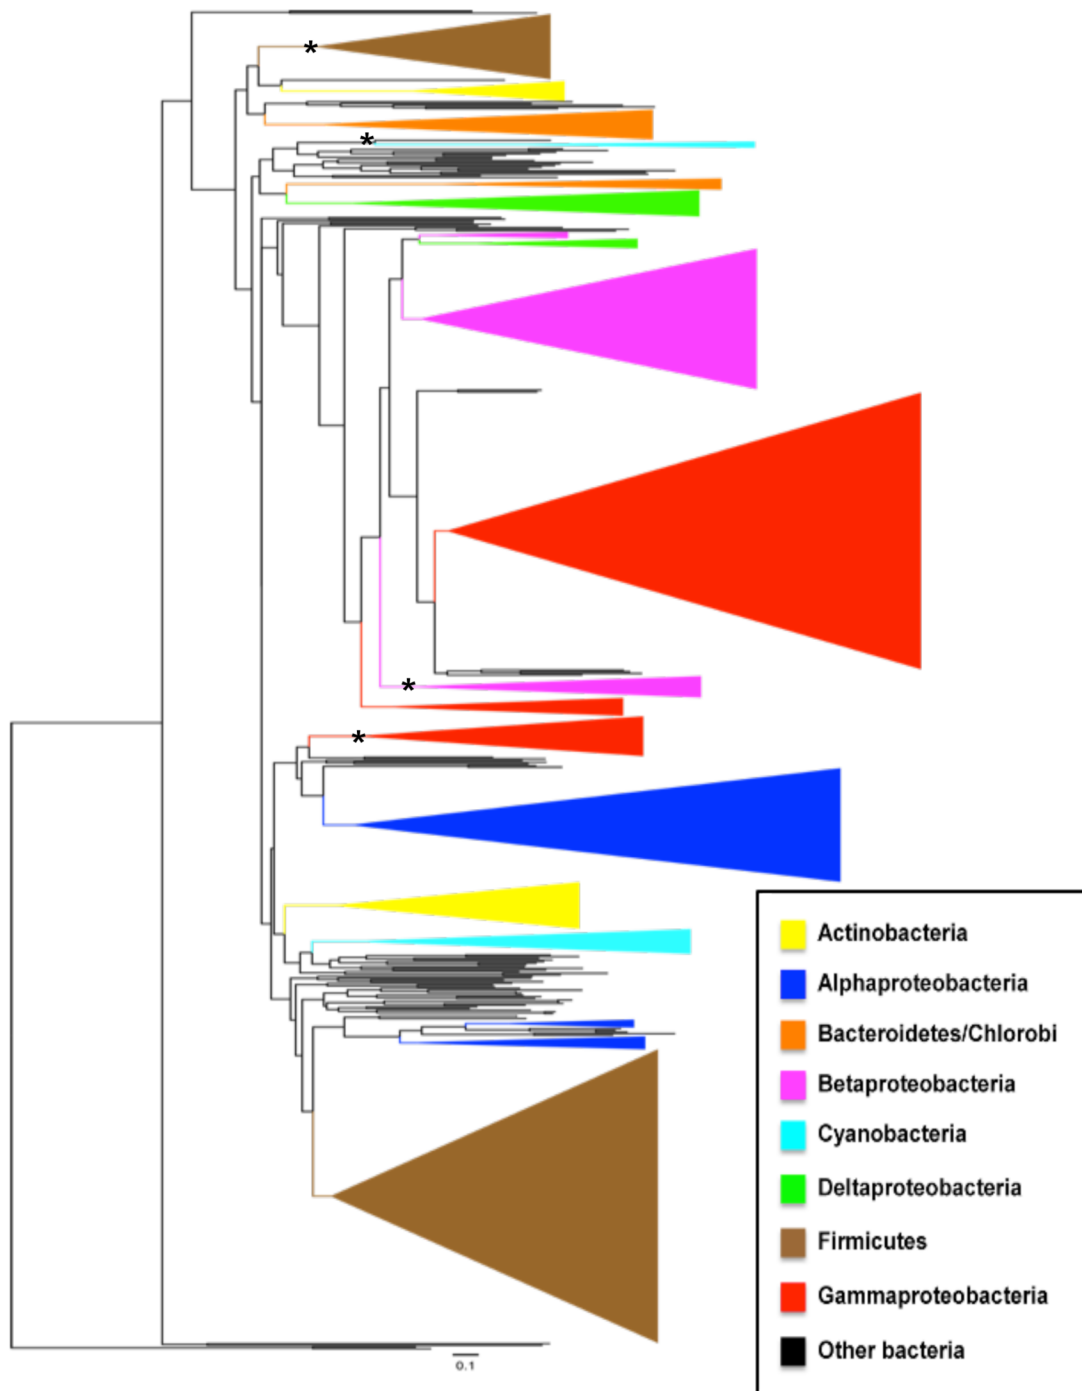 *
*
*
*
Actinobacteria
Alphaproteobacteria
Bacteroidetes/Chlorobi
Betaproteobacteria
Cyanobacteria
Deltaproteobacteria
Firmicutes
Gammaproteobacteria
Other bacteria
0.1